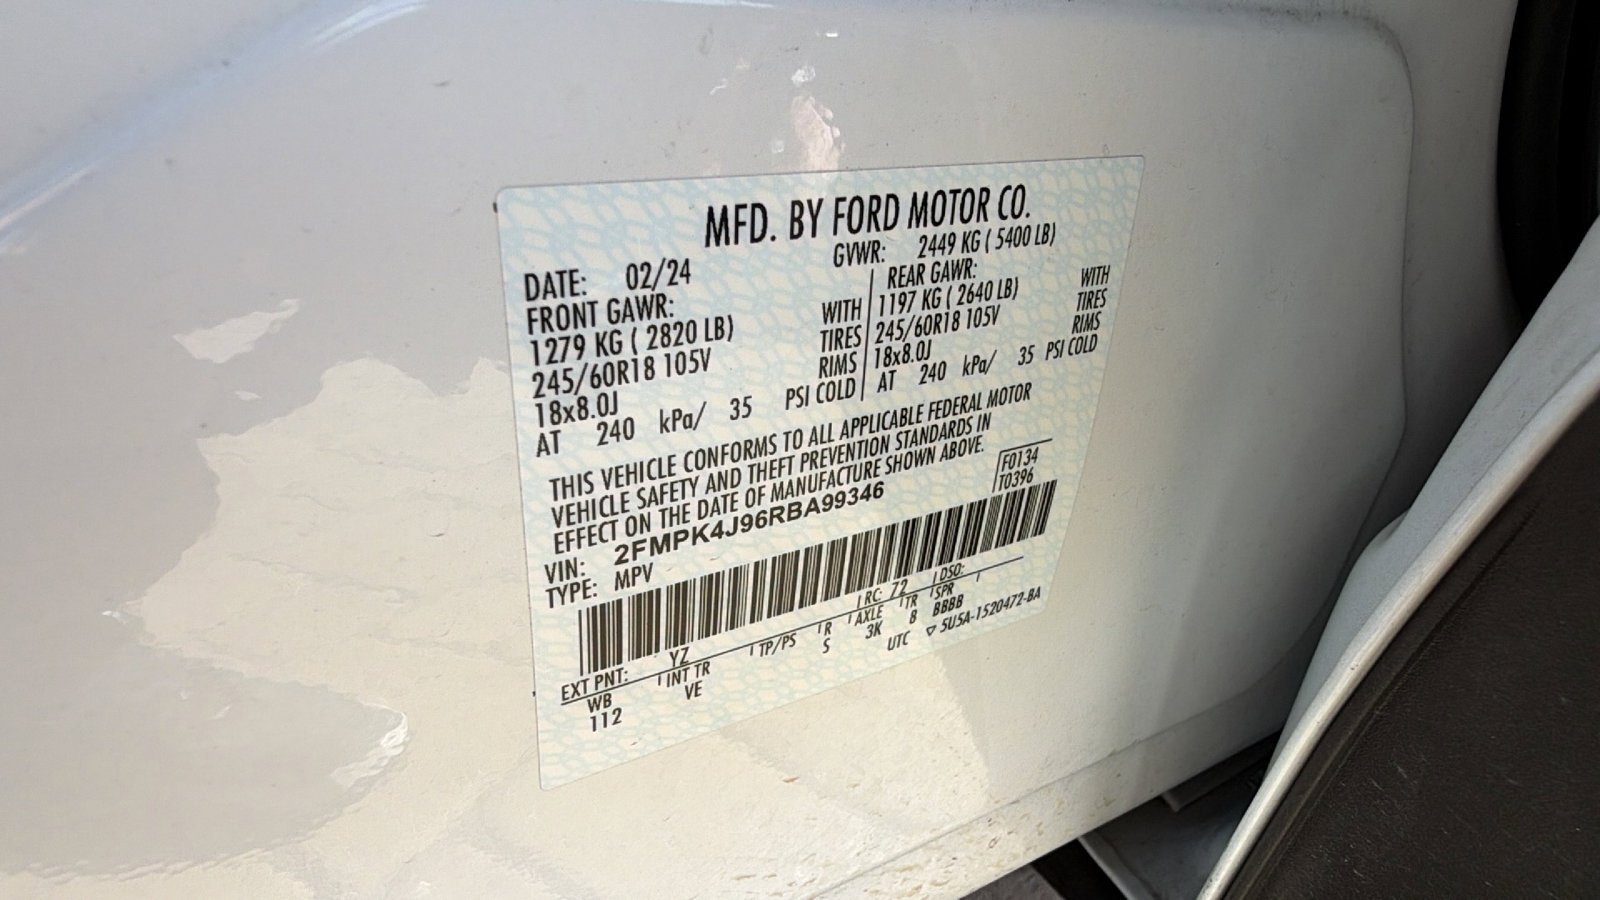 MFD. BY FORD MOTOR CO.
DATE: 02/24 GVWR: 2449 KG ( 5400 LB)
FRONT GAWR: REAR GAWR:
1279 KG ( 2820 LB) WITH 1197 KG ( 2640 LB) WITH
245/60R18 105V TIRES 245/60R18 105V TIRES
18x8.0J RIMS 18x8.0J RIMS
AT 240 kPa/ 35 PSI COLD AT 240 kPa/ 35 PSI COLD
THIS VEHICLE CONFORMS TO ALL APPLICABLE FEDERAL MOTOR
VEHICLE SAFETY AND THEFT PREVENTION STANDARDS IN
EFFECT ON THE DATE OF MANUFACTURE SHOWN ABOVE.
F0134
T0396
VIN: 2FMPK4J96RBA99346
TYPE: MPV
EXT PNT: YZ RC: 72 DSO:
WB INT TR TP/PS R AXLE TR SPR
112 VE S 3K 8 BBBB
UTC ▽ 5U5A-1520472-BA